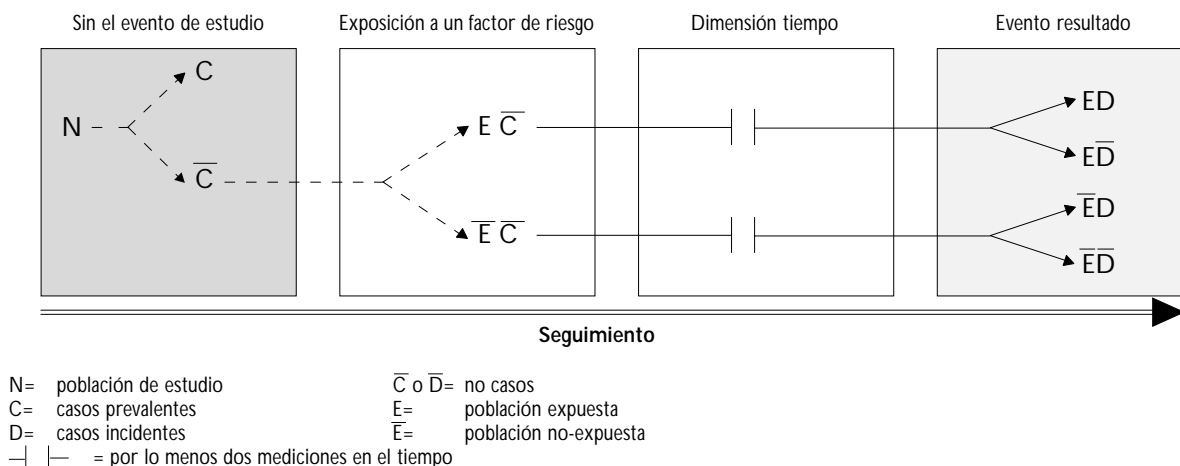 Sin el evento de estudio
Exposición a un factor de riesgo
Dimensión tiempo
Evento resultado
C
N
C̅
E C̅
E̅ C̅
ED
ED̅
E̅D
E̅D̅
Seguimiento
N= población de estudio
C= casos prevalentes
D= casos incidentes
= por lo menos dos mediciones en el tiempo
C̅ o D̅= no casos
E= población expuesta
E̅= población no-expuesta